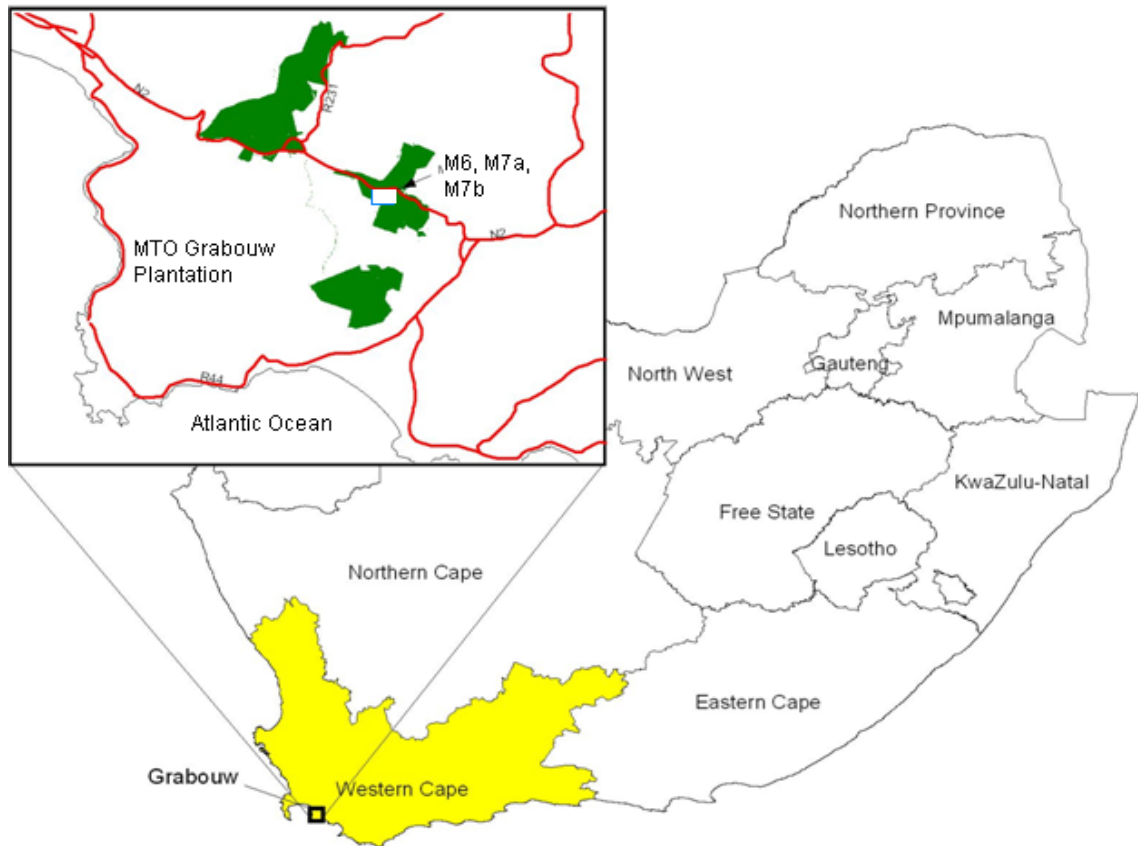 N2
R231
M6, M7a,
M7b
N2
MTO Grabouw
Plantation
R44
Atlantic Ocean
Northern Province
Mpumalanga
Gauteng
North West
KwaZulu-Natal
Free State
Lesotho
Northern Cape
Eastern Cape
Grabouw
Western Cape